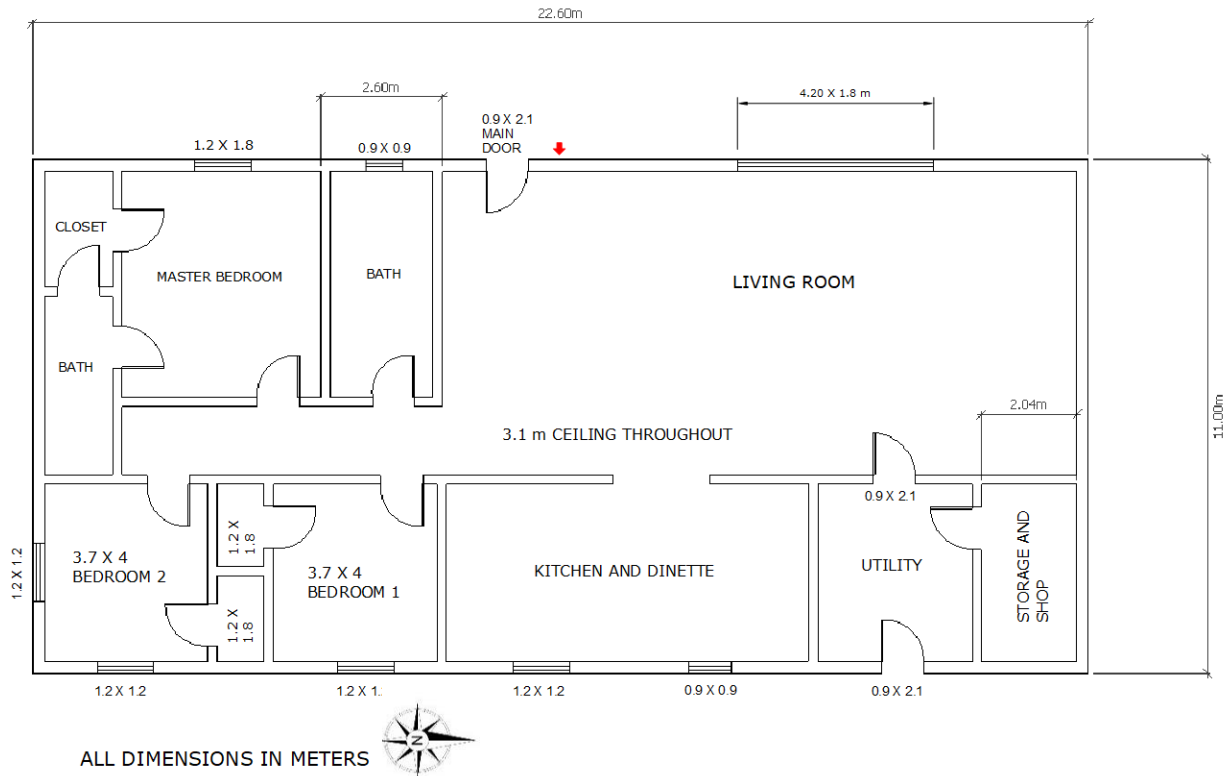 22.60m
2.60m
4.20 X 1.8 m
0.9 X 2.1
MAIN
DOOR
1.2 X 1.8
0.9 X 0.9
CLOSET
MASTER BEDROOM
BATH
LIVING ROOM
BATH
11.00m
2.04m
3.1 m CEILING THROUGHOUT
0.9 X 2.1
1.2 X 1.2
3.7 X 4
BEDROOM 2
1.2 X
1.8
3.7 X 4
BEDROOM 1
1.2 X
1.8
KITCHEN AND DINETTE
UTILITY
STORAGE AND
SHOP
1.2 X 1.2
1.2 X 1.
1.2 X 1.2
0.9 X 0.9
0.9 X 2.1
N
ALL DIMENSIONS IN METERS